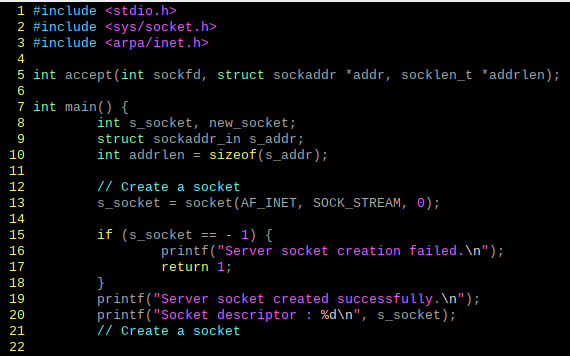 1 #include <stdio.h>
2 #include <sys/socket.h>
3 #include <arpa/inet.h>
4
5 int accept(int sockfd, struct sockaddr *addr, socklen_t *addrlen);
6
7 int main() {
8         int s_socket, new_socket;
9         struct sockaddr_in s_addr;
10         int addrlen = sizeof(s_addr);
11
12         // Create a socket
13         s_socket = socket(AF_INET, SOCK_STREAM, 0);
14
15         if (s_socket == - 1) {
16                 printf("Server socket creation failed.\n");
17                 return 1;
18         }
19         printf("Server socket created successfully.\n");
20         printf("Socket descriptor : %d\n", s_socket);
21         // Create a socket
22